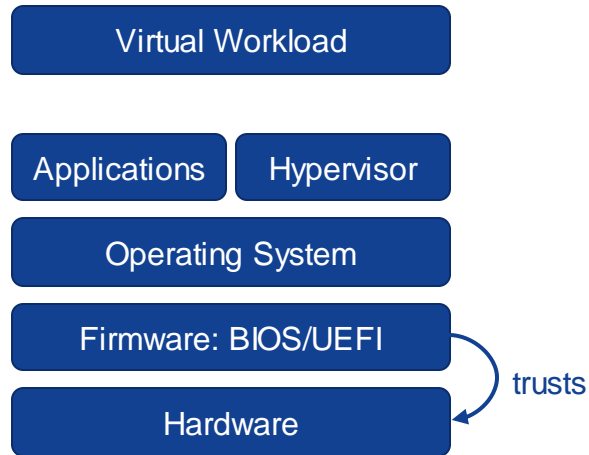 Virtual Workload
Applications
Hypervisor
Operating System
Firmware: BIOS/UEFI
trusts
Hardware